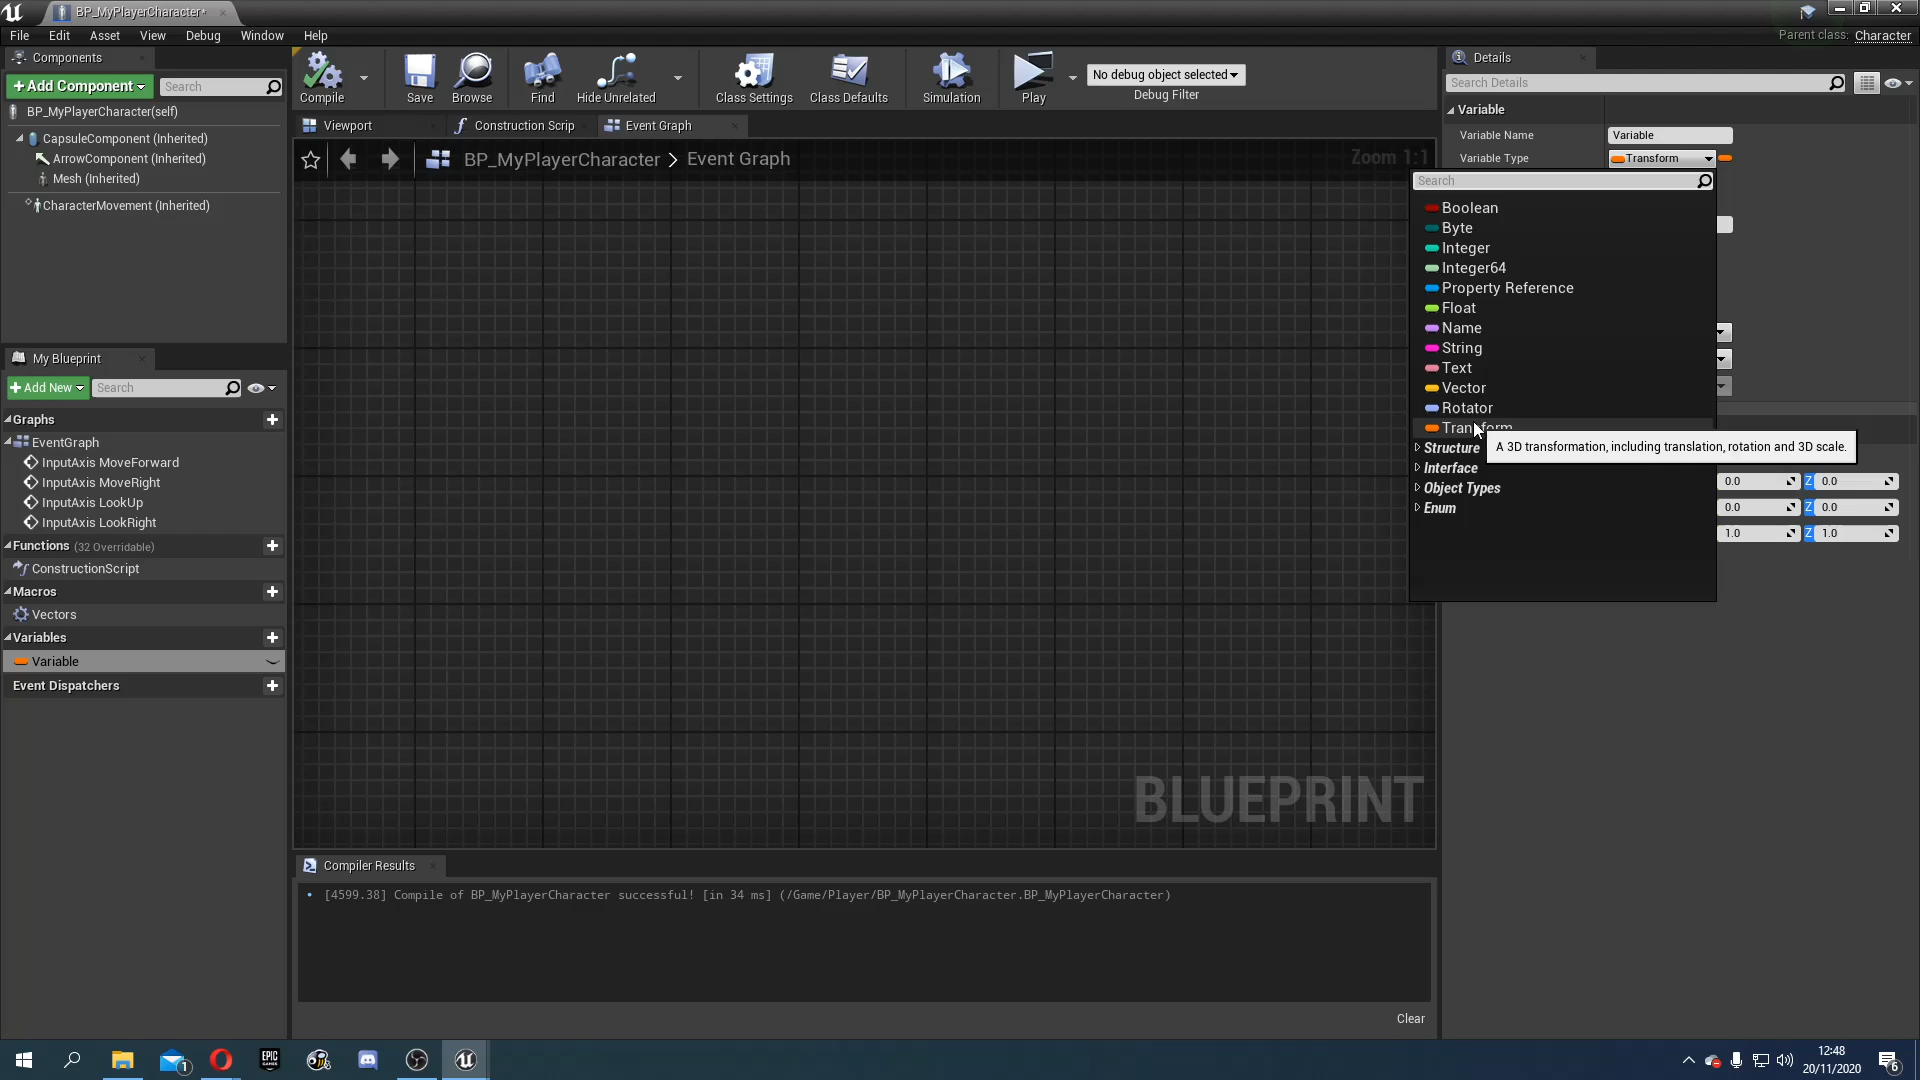 BP_MyPlayerCharacter*
File Edit Asset View Debug Window Help
Parent class: Character
Components
+Add Component
Search
BP_MyPlayerCharacter(self)
CapsuleComponent (Inherited)
ArrowComponent (Inherited)
Mesh (Inherited)
CharacterMovement (Inherited)
My Blueprint
+Add New
Search
Graphs
EventGraph
InputAxis MoveForward
InputAxis MoveRight
InputAxis LookUp
InputAxis LookRight
Functions (32 Overridable)
ConstructionScript
Macros
Vectors
Variables
Variable
Event Dispatchers
Compile
Save
Browse
Find
Hide Unrelated
Class Settings
Class Defaults
Simulation
Play
No debug object selected
Debug Filter
Viewport
Construction Scrip
Event Graph
BP_MyPlayerCharacter > Event Graph
Zoom 1:1
BLUEPRINT
Compiler Results
• [4599.38] Compile of BP_MyPlayerCharacter successful! [in 34 ms] (/Game/Player/BP_MyPlayerCharacter.BP_MyPlayerCharacter)
Clear
Details
Search Details
Variable
Variable Name Variable
Variable Type Transform
Search
Boolean
Byte
Integer
Integer64
Property Reference
Float
Name
String
Text
Vector
Rotator
Transform
Structure
Interface
Object Types
Enum
A 3D transformation, including translation, rotation and 3D scale.
0.0 Z 0.0
0.0 Z 0.0
1.0 Z 1.0
EPIC GAMES
1
12:48
20/11/2020
6